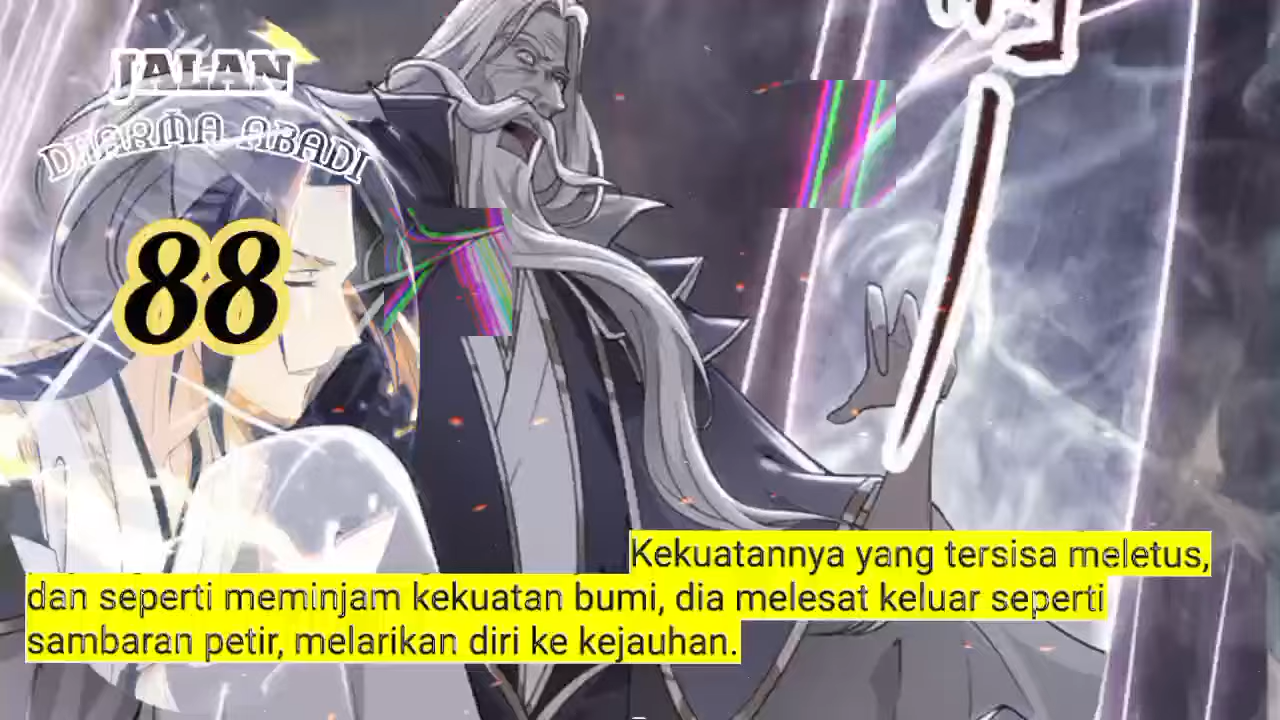 JALAN
DHARMA ABADI
88
Kekuatannya yang tersisa meletus,
dan seperti meminjam kekuatan bumi, dia melesat keluar seperti
sambaran petir, melarikan diri ke kejauhan.